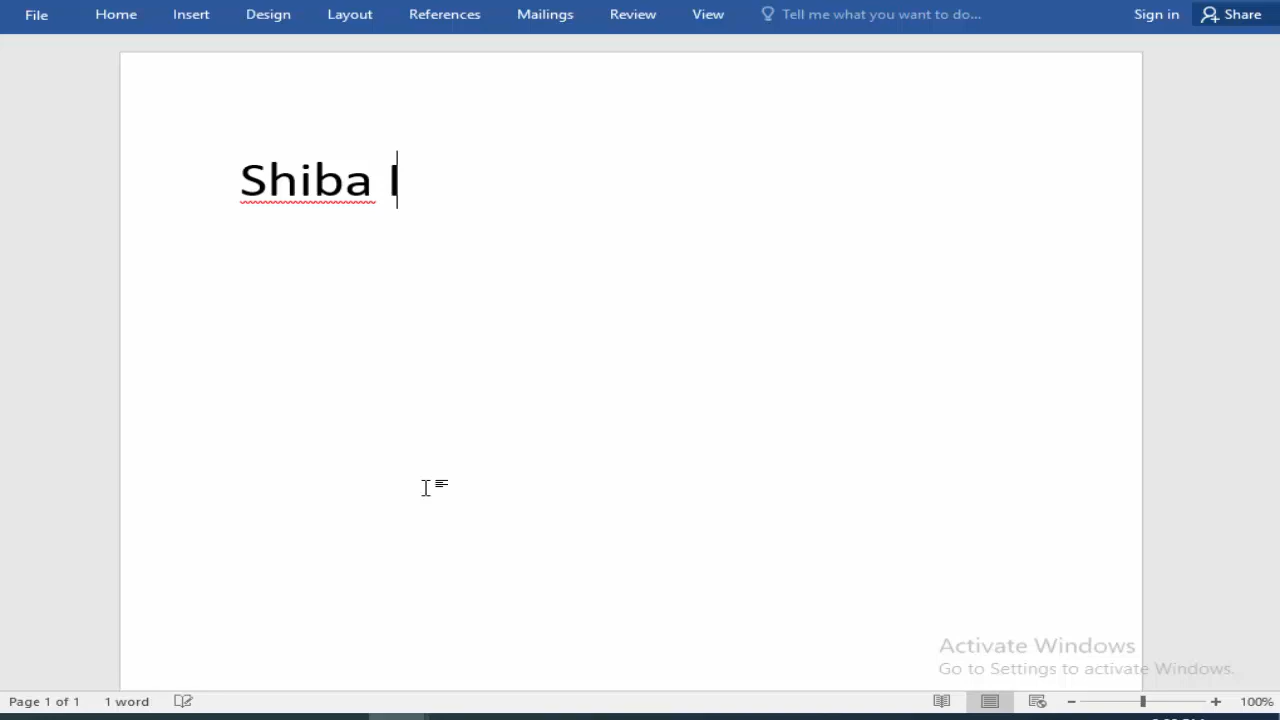 File Home Insert Design Layout References Mailings Review View Tell me what you want to do... Sign in Share
Shiba I
Activate Windows
Go to Settings to activate Windows.
Page 1 of 1 1 word 100%